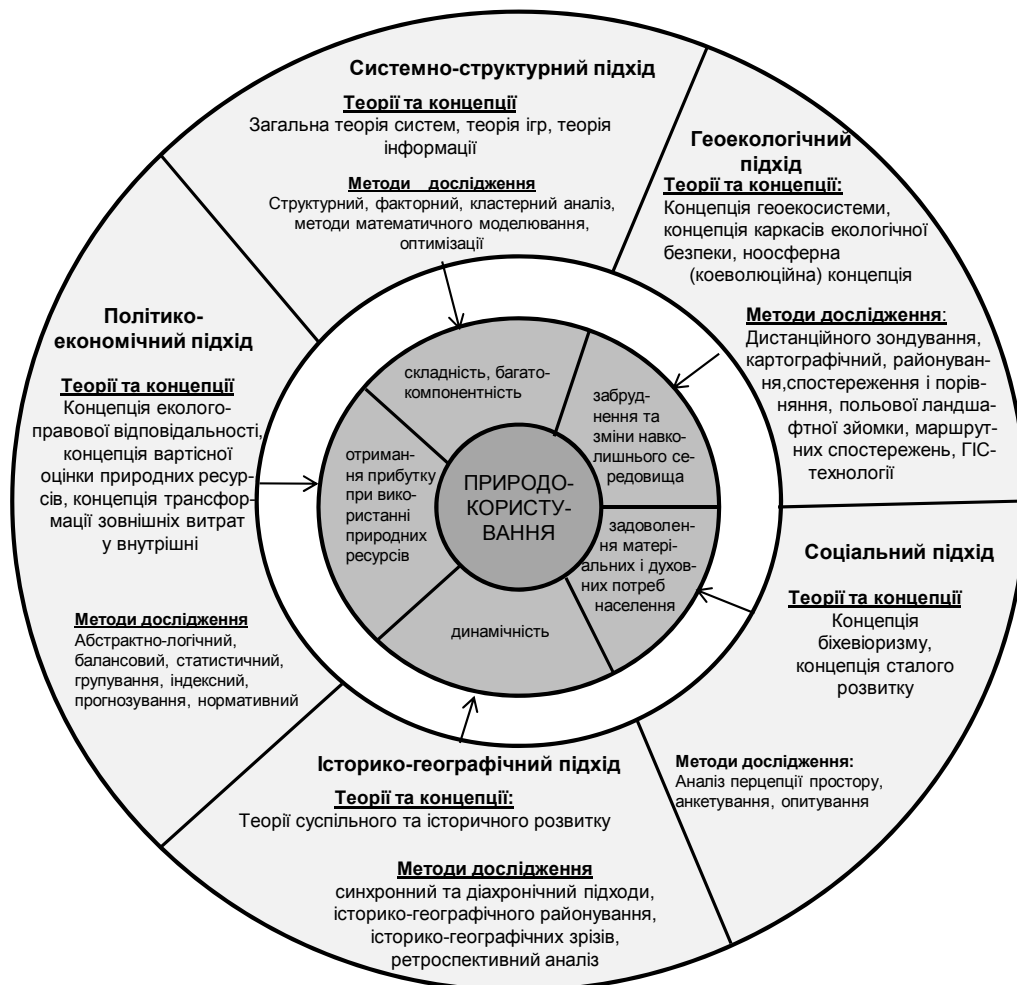 Системно-структурний підхід
Теорії та концепції
Загальна теорія систем, теорія ігр, теорія
інформації
Методи дослідження
Структурний, факторний, кластерний аналіз,
методи математичного моделювання,
оптимізації
Геоекологічний
підхід
Теорії та концепції:
Концепція геоекосистеми,
концепція каркасів екологічної
безпеки, ноосферна
(коеволюційна) концепція
Методи дослідження:
Дистанційного зондування,
картографічний, районуван-
ня,спостереження і порів-
няння, польової ландша-
фтної зйомки, маршрут-
них спостережень, ГІС-
технології
Політико-
економічний підхід
Теорії та концепції
Концепція еколого-
правової відповідальності,
концепція вартісної
оцінки природних ресур-
сів, концепція трансфор-
мації зовнішніх витрат
у внутрішні
Методи дослідження
Абстрактно-логічний,
балансовий, статистичний,
групування, індексний,
прогнозування, нормативний
складність, багато-
компонентність
забруд-
нення та
зміни навко-
лишнього се-
редовища
отриман-
ня прибутку
при вико-
ристанні
природних
ресурсів
ПРИРОДО-
КОРИСТУ-
ВАННЯ
задоволен-
ня матері-
альних і духов-
них потреб
населення
динамічність
Соціальний підхід
Теорії та концепції
Концепція
біхевіоризму,
концепція сталого
розвитку
Методи дослідження:
Аналіз перцепції простору,
анкетування, опитування
Історико-географічний підхід
Теорії та концепції:
Теорії суспільного та історичного розвитку
Методи дослідження
синхронний та діахронічний підходи,
історико-географічного районування,
історико-географічних зрізів,
ретроспективний аналіз